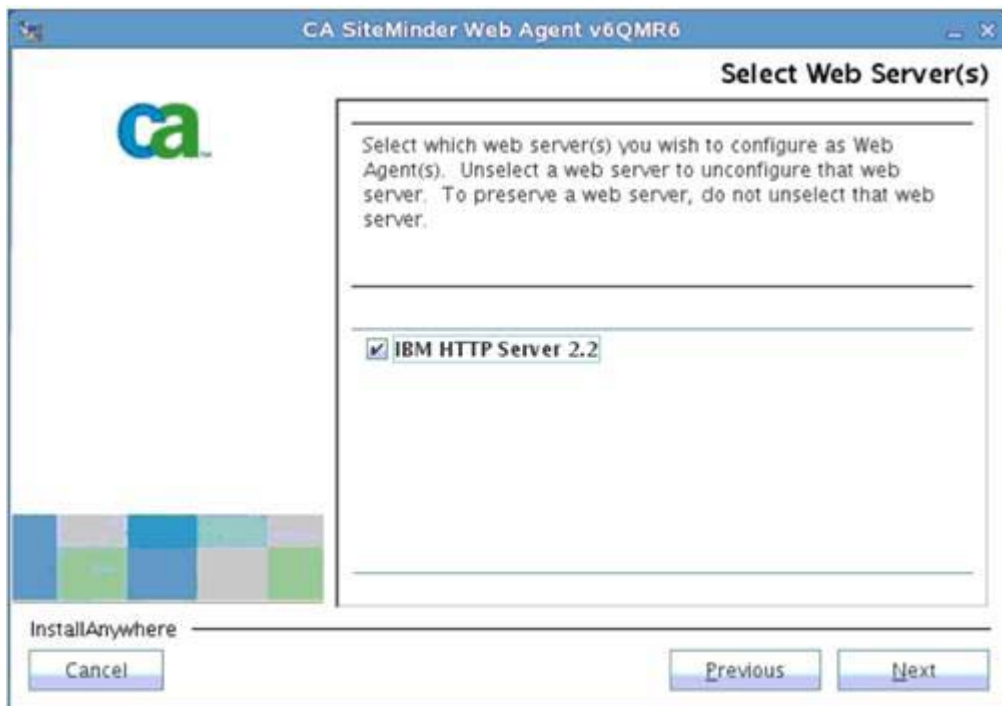 CA SiteMinder Web Agent v6QMR6
Select Web Server(s)
ca
Select which web server(s) you wish to configure as Web
Agent(s). Unselect a web server to unconfigure that web
server. To preserve a web server, do not unselect that web
server.
IBM HTTP Server 2.2
InstallAnywhere
Cancel
Previous
Next